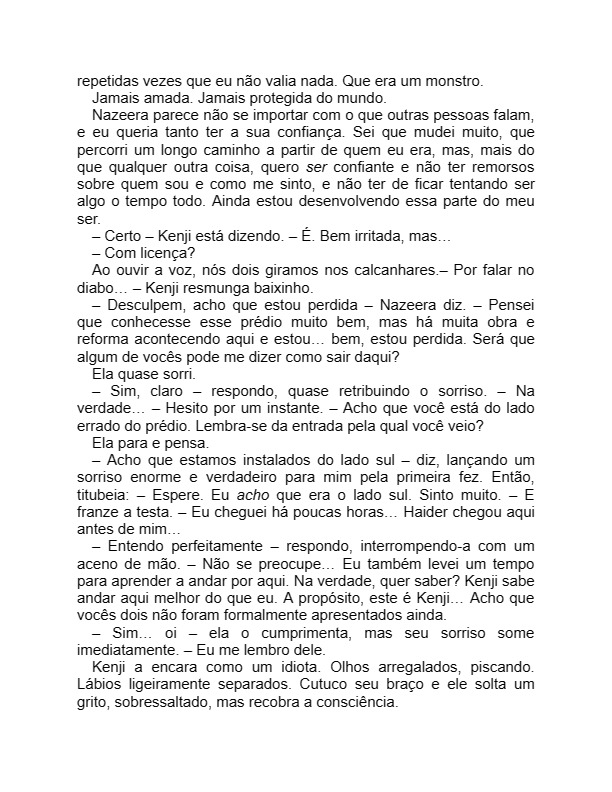 repetidas vezes que eu não valia nada. Que era um monstro.
Jamais amada. Jamais protegida do mundo.
Nazeera parece não se importar com o que outras pessoas falam,
e eu queria tanto ter a sua confiança. Sei que mudei muito, que
percorri um longo caminho a partir de quem eu era, mas, mais do
que qualquer outra coisa, quero ser confiante e não ter remorsos
sobre quem sou e como me sinto, e não ter de ficar tentando ser
algo o tempo todo. Ainda estou desenvolvendo essa parte do meu
ser.
– Certo – Kenji está dizendo. – É. Bem irritada, mas…
– Com licença?
Ao ouvir a voz, nós dois giramos nos calcanhares.– Por falar no
diabo… – Kenji resmunga baixinho.
– Desculpem, acho que estou perdida – Nazeera diz. – Pensei
que conhecesse esse prédio muito bem, mas há muita obra e
reforma acontecendo aqui e estou… bem, estou perdida. Será que
algum de vocês pode me dizer como sair daqui?
Ela quase sorri.
– Sim, claro – respondo, quase retribuindo o sorriso. – Na
verdade… – Hesito por um instante. – Acho que você está do lado
errado do prédio. Lembra-se da entrada pela qual você veio?
Ela para e pensa.
– Acho que estamos instalados do lado sul – diz, lançando um
sorriso enorme e verdadeiro para mim pela primeira fez. Então,
titubeia: – Espere. Eu acho que era o lado sul. Sinto muito. – E
franze a testa. – Eu cheguei há poucas horas… Haider chegou aqui
antes de mim…
– Entendo perfeitamente – respondo, interrompendo-a com um
aceno de mão. – Não se preocupe… Eu também levei um tempo
para aprender a andar por aqui. Na verdade, quer saber? Kenji sabe
andar aqui melhor do que eu. A propósito, este é Kenji… Acho que
vocês dois não foram formalmente apresentados ainda.
– Sim… oi – ela o cumprimenta, mas seu sorriso some
imediatamente. – Eu me lembro dele.
Kenji a encara como um idiota. Olhos arregalados, piscando.
Lábios ligeiramente separados. Cutuco seu braço e ele solta um
grito, sobressaltado, mas recobra a consciência.